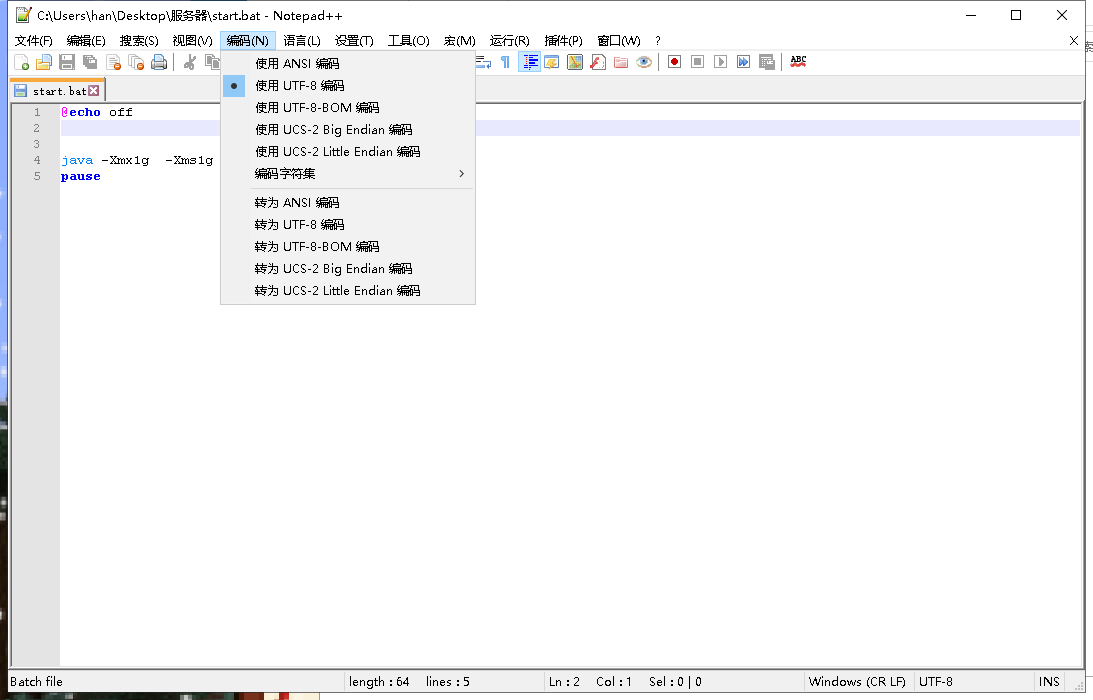 C:\Users\han\Desktop\服务器\start.bat - Notepad++
文件(F) 编辑(E) 搜索(S) 视图(V) 编码(N) 语言(L) 设置(T) 工具(O) 宏(M) 运行(R) 插件(P) 窗口(W) ?
ABC
start.bat
使用 ANSI 编码
使用 UTF-8 编码
使用 UTF-8-BOM 编码
使用 UCS-2 Big Endian 编码
使用 UCS-2 Little Endian 编码
编码字符集
转为 ANSI 编码
转为 UTF-8 编码
转为 UTF-8-BOM 编码
转为 UCS-2 Big Endian 编码
转为 UCS-2 Little Endian 编码
1 @echo off
2
3
4 java -Xmx1g  -Xms1g
5 pause
Batch file length : 64 lines : 5 Ln : 2 Col : 1 Sel : 0 | 0 Windows (CR LF) UTF-8 INS